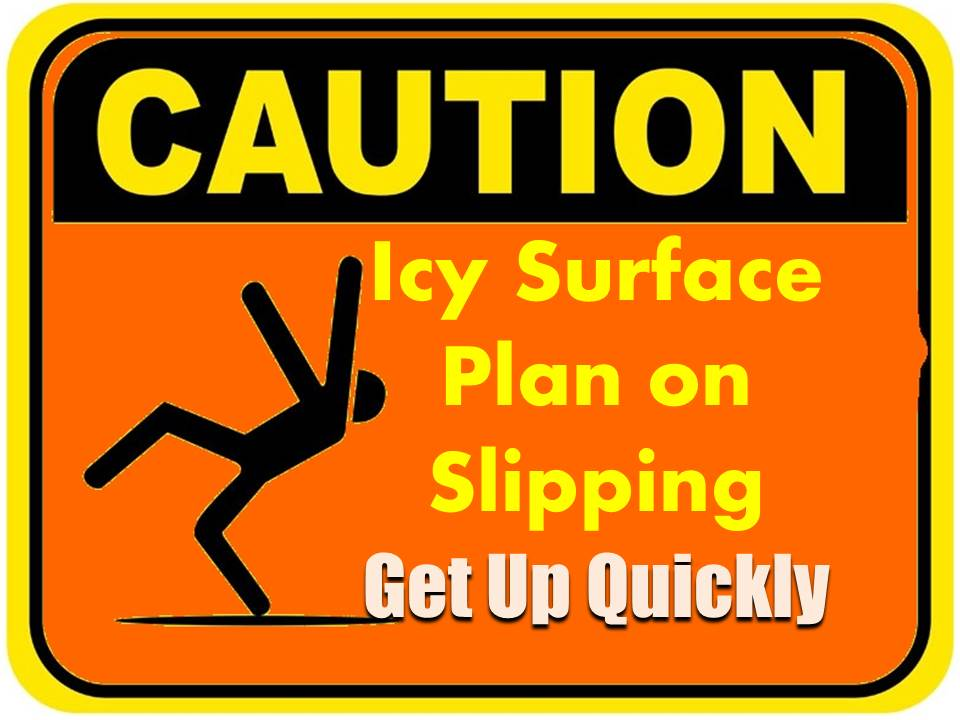 CAUTION
Icy Surface
Plan on
Slipping
Get Up Quickly